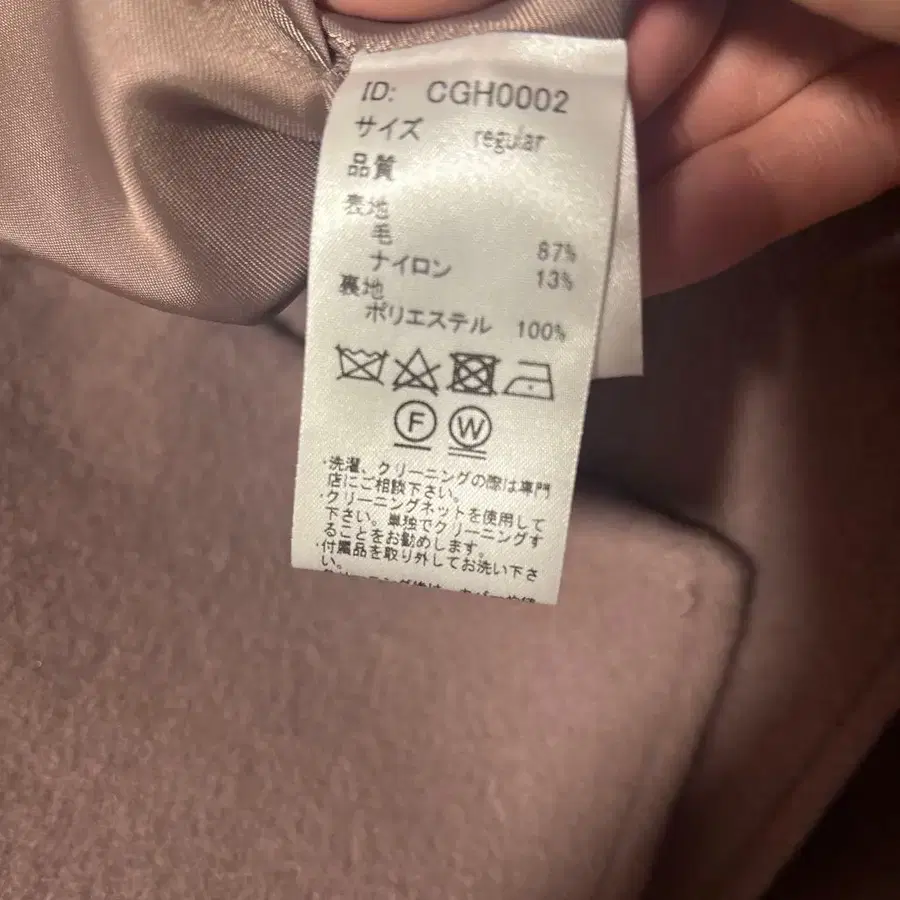 ID: CGH0002
サイズ regular
品質
表地
毛 87%
ナイロン 13%
裏地
ポリエステル 100%
F W
・洗濯、クリーニングの際は専門
店にご相談下さい。
・クリーニングネットを使用して
下さい。単独でクリーニングす
ることをお勧めします。
・付属品を取り外してお洗い下さ
い。